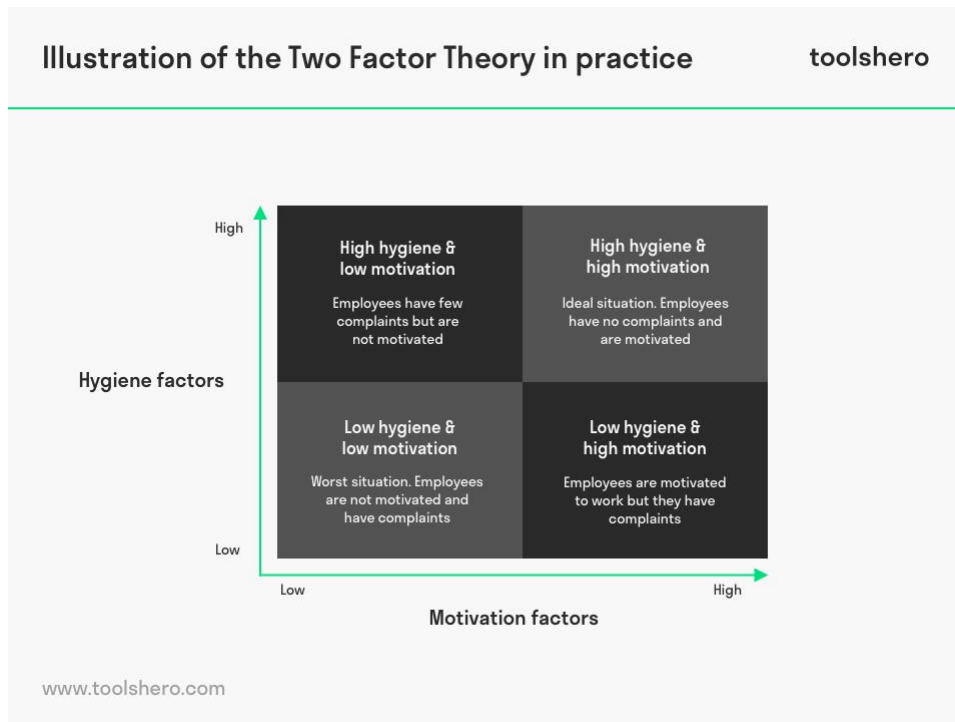 Illustration of the Two Factor Theory in practice
toolshero
High
High hygiene &
low motivation
Employees have few
complaints but are
not motivated
High hygiene &
high motivation
Ideal situation. Employees
have no complaints and
are motivated
Hygiene factors
Low hygiene &
low motivation
Worst situation. Employees
are not motivated and
have complaints
Low hygiene &
high motivation
Employees are motivated
to work but they have
complaints
Low
Low
High
Motivation factors
www.toolshero.com